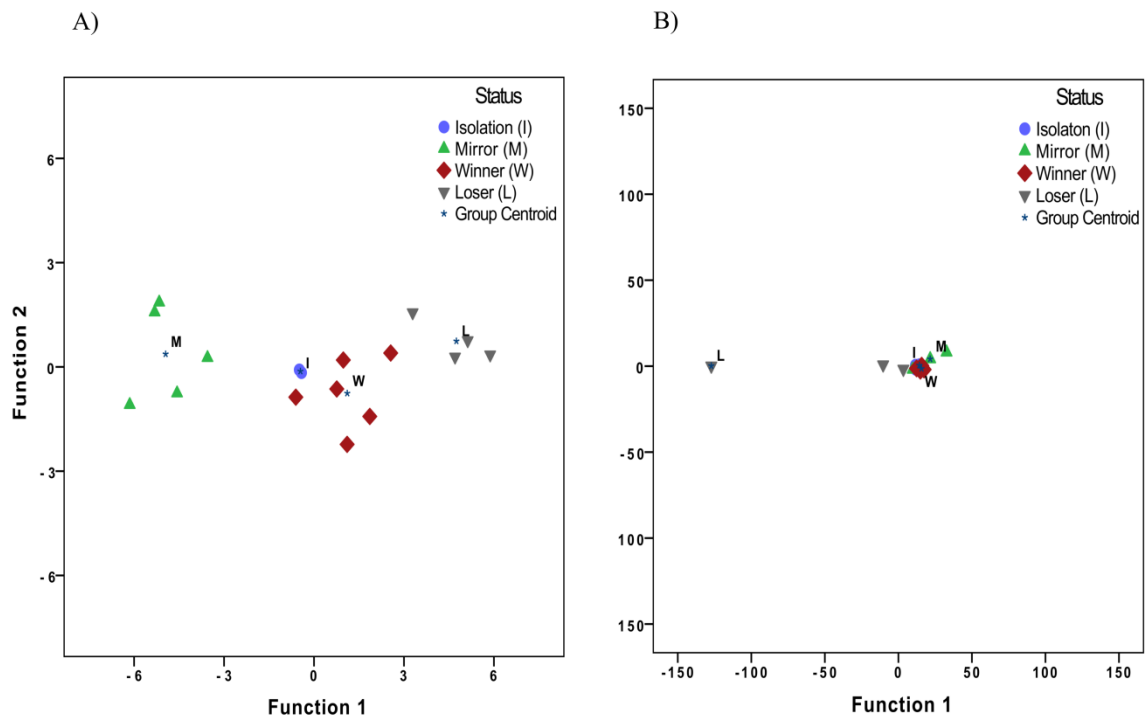 A)
Status
Isolation (I)
Mirror (M)
Winner (W)
Loser (L)
Group Centroid
6
3
0
-3
-6
Function 2
M
I
W
L
-6
-3
0
3
6
Function 1
B)
Status
Isolaton (I)
Mirror (M)
Winner (W)
Loser (L)
Group Centroid
150
100
50
0
-50
100
150
L
I
M
W
-150
-100
-50
0
50
100
150
Function 1